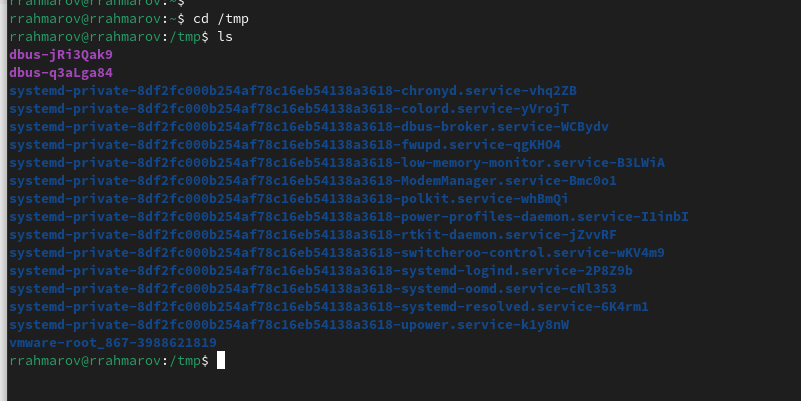 rrahmarov@rrahmarov:~$
rrahmarov@rrahmarov:~$ cd /tmp
rrahmarov@rrahmarov:/tmp$ ls
dbus-jRi3Qak9
dbus-q3aLga84
systemd-private-8df2fc000b254af78c16eb54138a3618-chronyd.service-vhq2ZB
systemd-private-8df2fc000b254af78c16eb54138a3618-colord.service-yVrojT
systemd-private-8df2fc000b254af78c16eb54138a3618-dbus-broker.service-WCBydv
systemd-private-8df2fc000b254af78c16eb54138a3618-fwupd.service-qgKHO4
systemd-private-8df2fc000b254af78c16eb54138a3618-low-memory-monitor.service-B3LWiA
systemd-private-8df2fc000b254af78c16eb54138a3618-ModemManager.service-Bmc0o1
systemd-private-8df2fc000b254af78c16eb54138a3618-polkit.service-whBmQi
systemd-private-8df2fc000b254af78c16eb54138a3618-power-profiles-daemon.service-I1inbI
systemd-private-8df2fc000b254af78c16eb54138a3618-rtkit-daemon.service-jZvvRF
systemd-private-8df2fc000b254af78c16eb54138a3618-switcheroo-control.service-wKV4m9
systemd-private-8df2fc000b254af78c16eb54138a3618-systemd-logind.service-2P8Z9b
systemd-private-8df2fc000b254af78c16eb54138a3618-systemd-oomd.service-cNl353
systemd-private-8df2fc000b254af78c16eb54138a3618-systemd-resolved.service-6K4rm1
systemd-private-8df2fc000b254af78c16eb54138a3618-upower.service-k1y8nW
vmware-root_867-3988621819
rrahmarov@rrahmarov:/tmp$